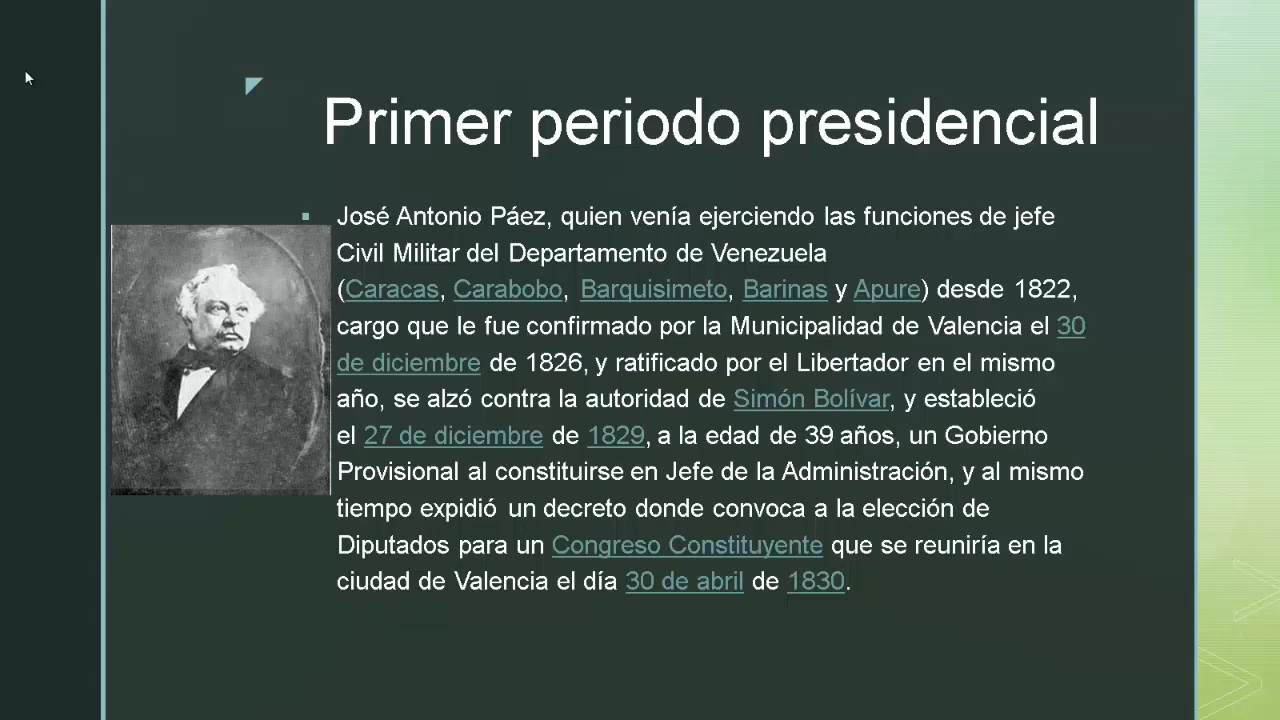 Primer periodo presidencial
José Antonio Páez, quien venía ejerciendo las funciones de jefe
Civil Militar del Departamento de Venezuela
(Caracas, Carabobo, Barquisimeto, Barinas y Apure) desde 1822,
cargo que le fue confirmado por la Municipalidad de Valencia el 30
de diciembre de 1826, y ratificado por el Libertador en el mismo
año, se alzó contra la autoridad de Simón Bolívar, y estableció
el 27 de diciembre de 1829, a la edad de 39 años, un Gobierno
Provisional al constituirse en Jefe de la Administración, y al mismo
tiempo expidió un decreto donde convoca a la elección de
Diputados para un Congreso Constituyente que se reuniría en la
ciudad de Valencia el día 30 de abril de 1830.